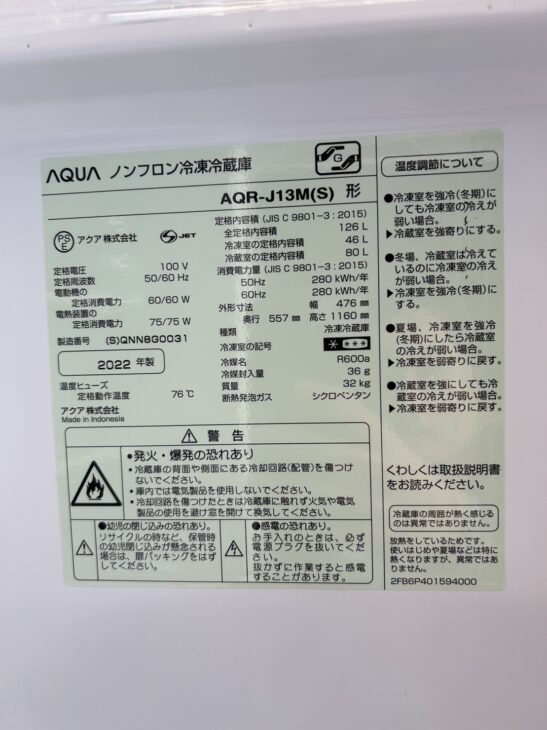 AQUA ノンフロン冷凍冷蔵庫
G
AQR-J13M(S) 形
PSE アクア 株式会社 JET
定格電圧 100 V
定格周波数 50/60 Hz
電動機の
定格消費電力 60/60 W
電熱装置の
定格消費電力 75/75 W
製造番号 (S)QNN8G0031
2022 年製
温度ヒューズ
定格動作温度 76℃
アクア 株式会社
Made in Indonesia
定格内容積 (JIS C 9801-3 : 2015)
全定格内容積 126 L
冷凍室の定格内容積 46 L
冷蔵室の定格内容積 80 L
消費電力量 (JIS C 9801-3 : 2015)
50Hz 280 kWh/年
60Hz 280 kWh/年
外形寸法 幅 476 mm
奥行 557 mm 高さ 1160 mm
種類 冷凍冷蔵庫
冷凍室の記号
冷媒名 R600a
冷媒封入量 36 g
質量 32 kg
断熱発泡ガス シクロペンタン
警告
●発火・爆発の恐れあり
・冷蔵庫の背面や側面にある冷却回路(配管)を傷つけ
ないでください。
・庫内では電気製品を使用しないでください。
・冷却回路を傷つけたときは冷蔵庫に触れず火気や電気
製品の使用を避け窓を開けて換気してください。
●幼児の閉じ込みの恐れあり。
リサイクルの時など、保管時
の幼児閉じ込みが懸念される
場合は、扉パッキングをはず
してください。
●感電の恐れあり。
お手入れのときは、必ず
電源プラグを抜いてくだ
さい。
抜かずに作業すると感電
することがあります。
温度調節について
●冷凍室を強冷(冬期)に
しても冷凍室の冷えが
弱い場合。
▶冷蔵室を強寄りにする。
●冬場、冷蔵室は冷えて
いるのに冷凍室の冷え
が弱い場合。
▶冷凍室を強冷(冬期)に
する。
●夏場、冷凍室を強冷
(冬期)にしたら冷蔵室
の冷えが弱い場合。
▶冷凍室を弱寄りに戻す。
●冷蔵室を強にしても冷
蔵室の冷えが弱い場合。
▶冷凍室を弱寄りに戻す。
くわしくは取扱説明書
をお読みください。
冷蔵庫の周囲が熱く感じる
のは異常ではありません。
放熱をしているためです。
使いはじめや夏場などは特に
熱くなりますが、異常ではあ
りません。
2FB6P401594000